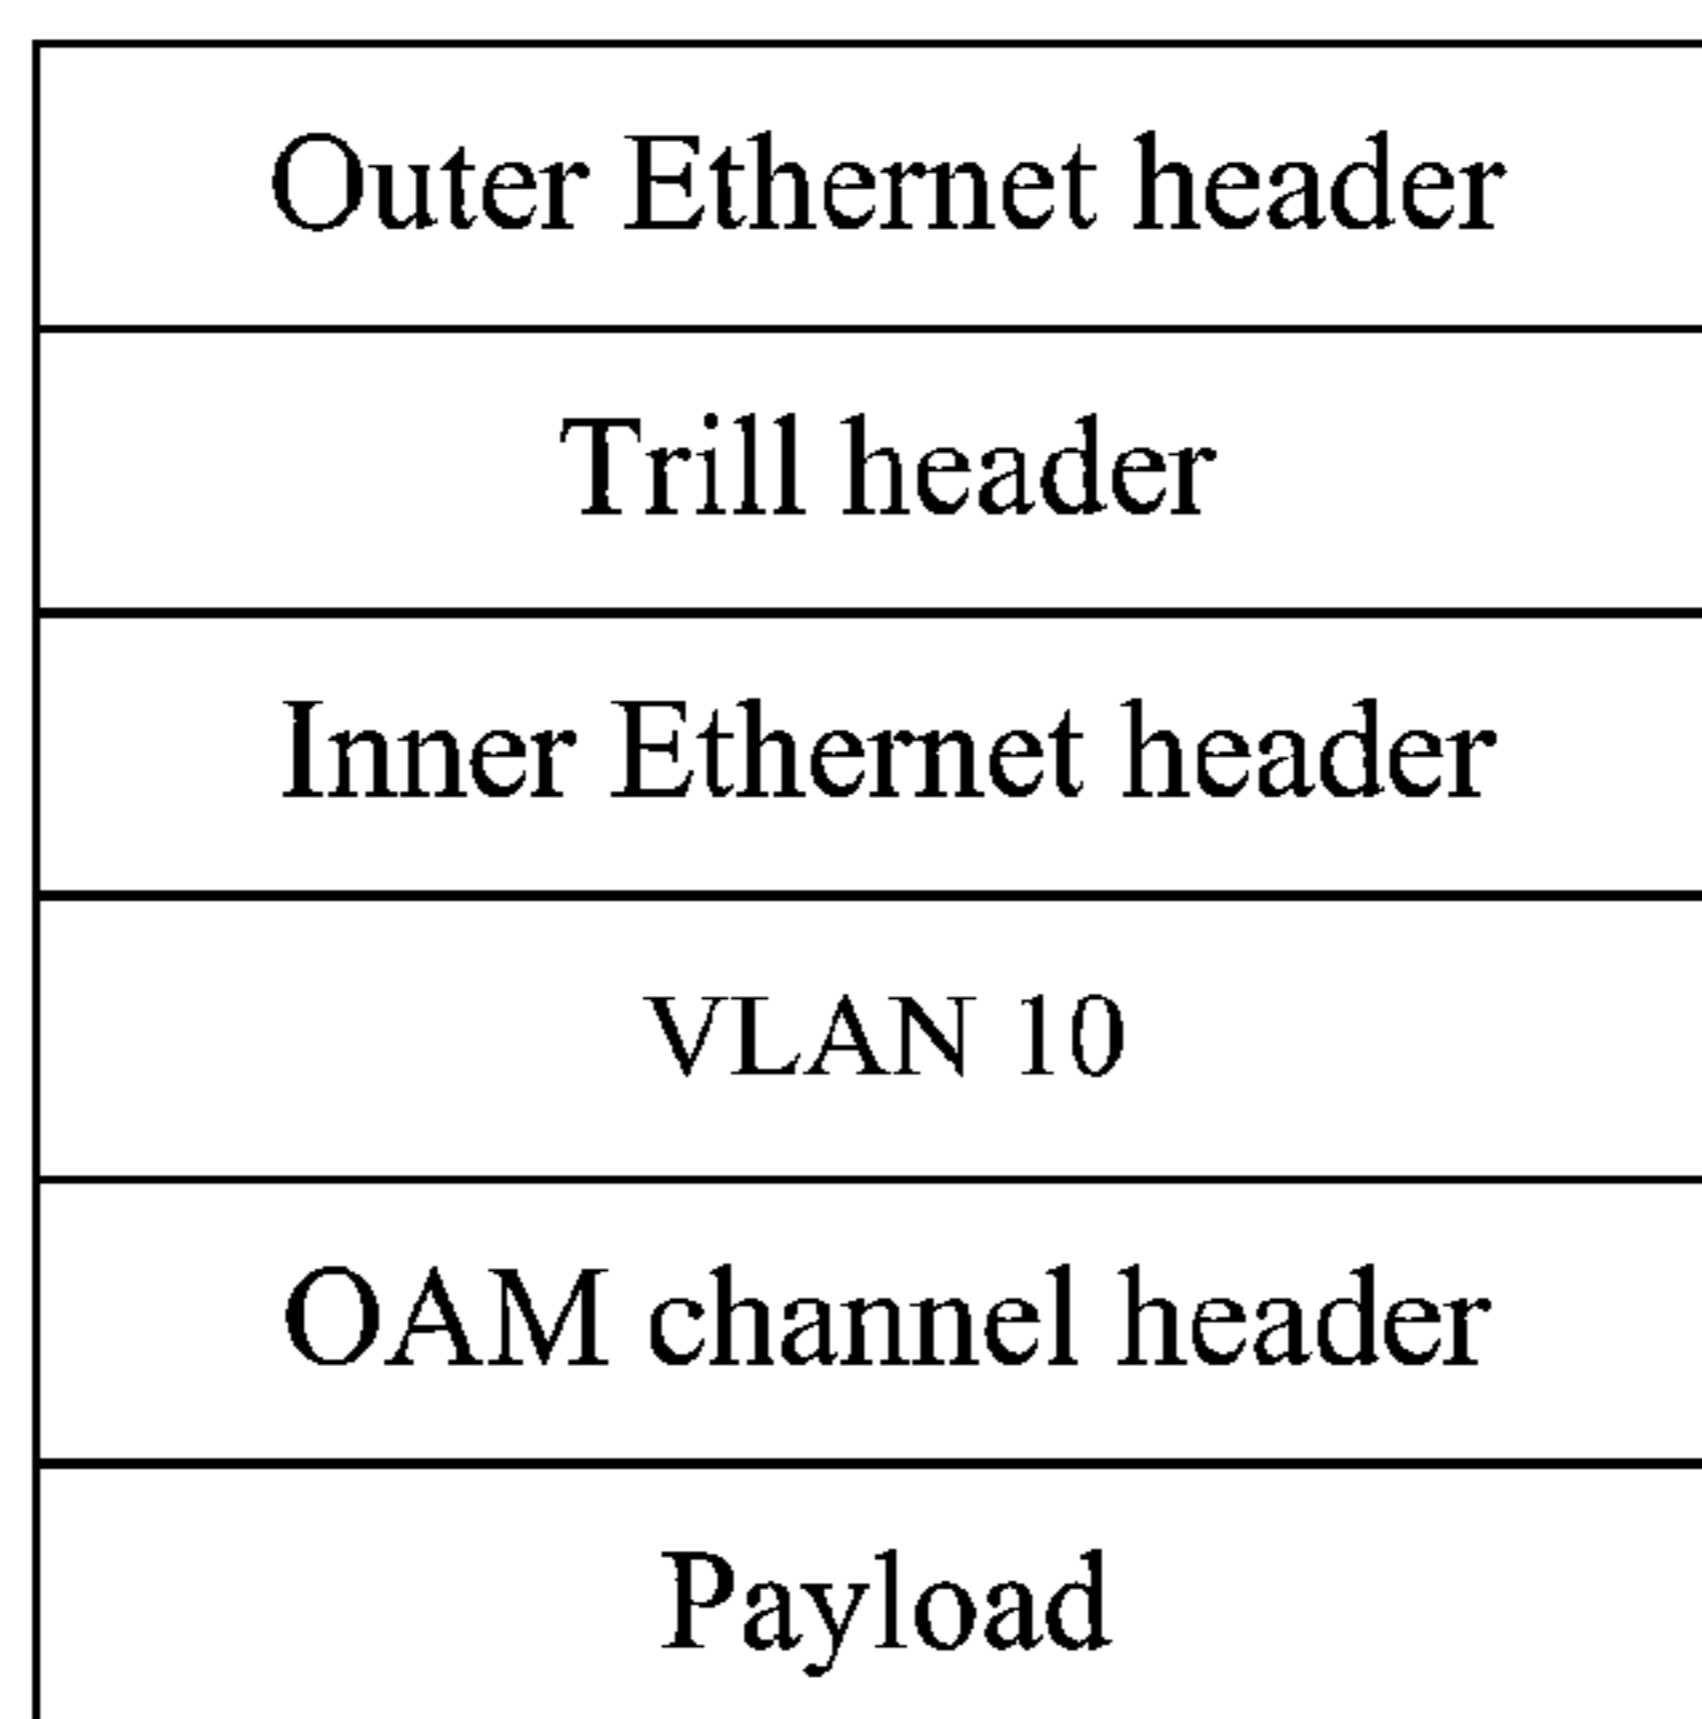 Outer Ethernet header
Trill header
Inner Ethernet header
VLAN 10
OAM channel header
Payload